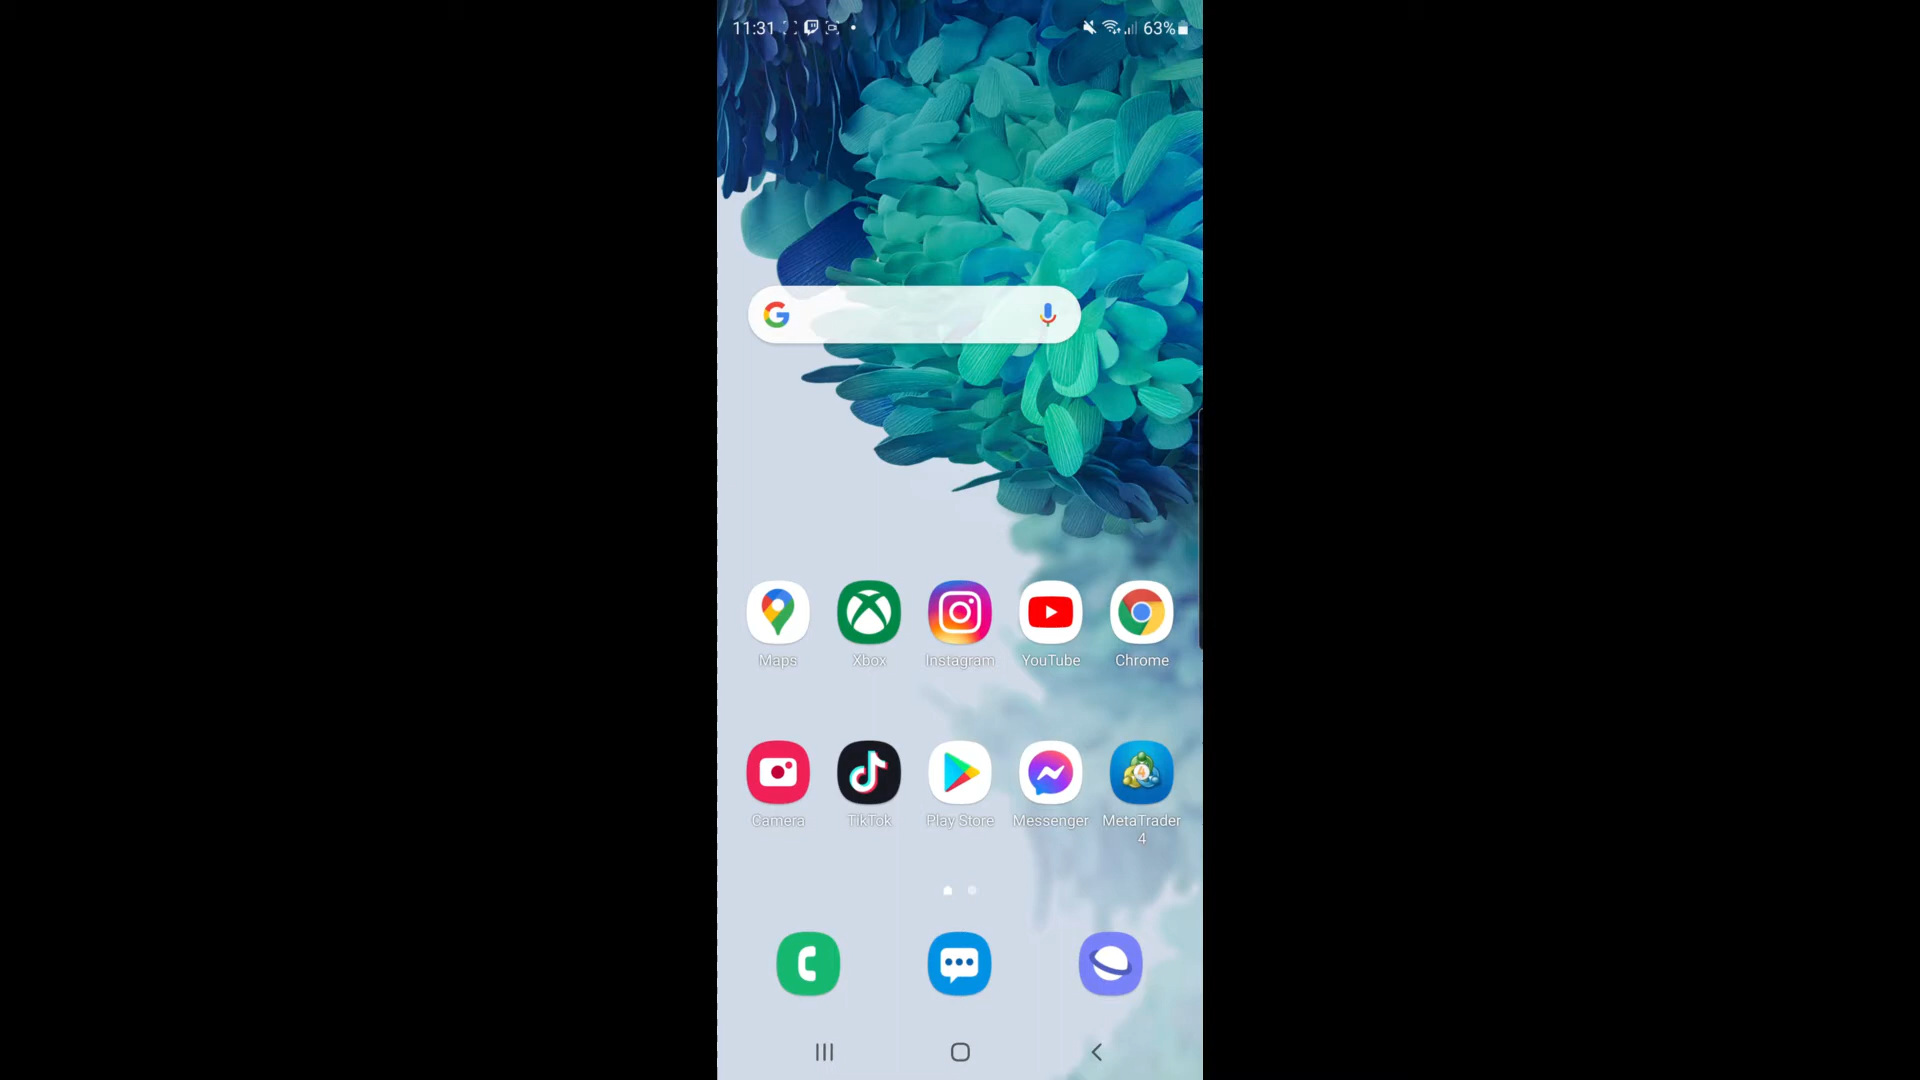 11:31 63%
Maps Xbox Instagram YouTube Chrome
Camera TikTok Play Store Messenger MetaTrader
4